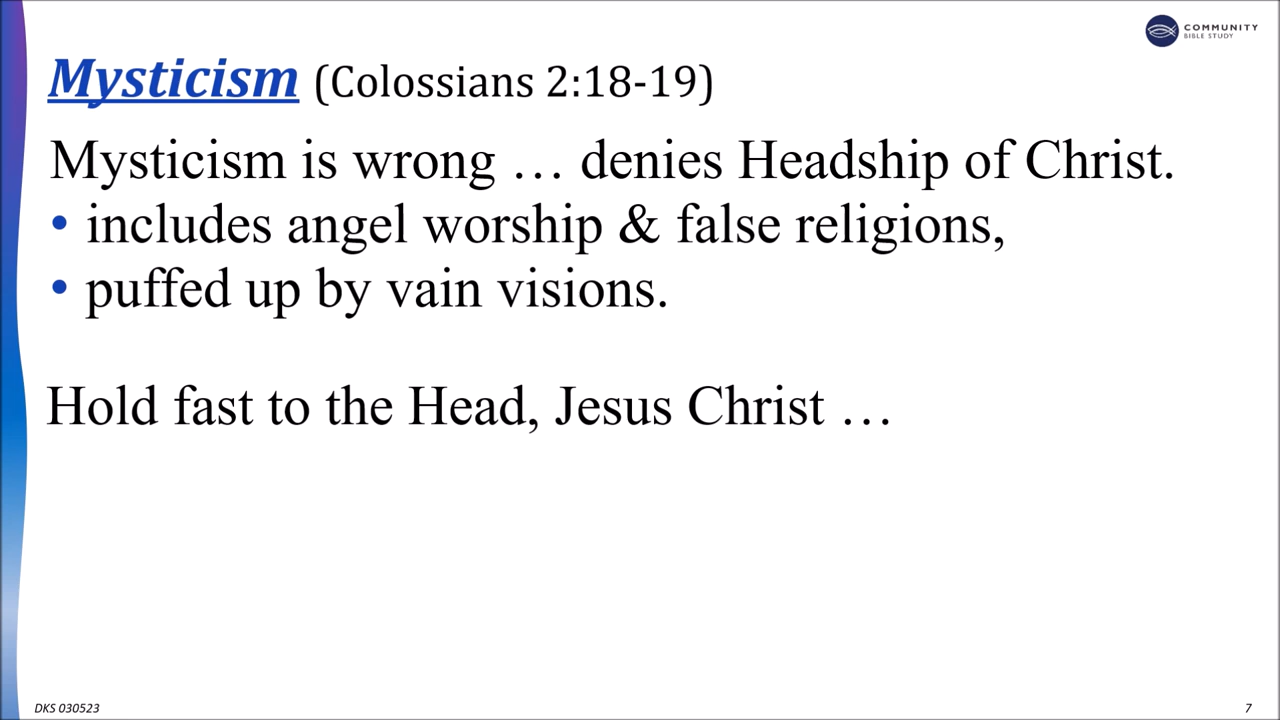 COMMUNITY
BIBLE STUDY
Mysticism (Colossians 2:18-19)
Mysticism is wrong … denies Headship of Christ.
• includes angel worship & false religions,
• puffed up by vain visions.
Hold fast to the Head, Jesus Christ …
DKS 030523
7